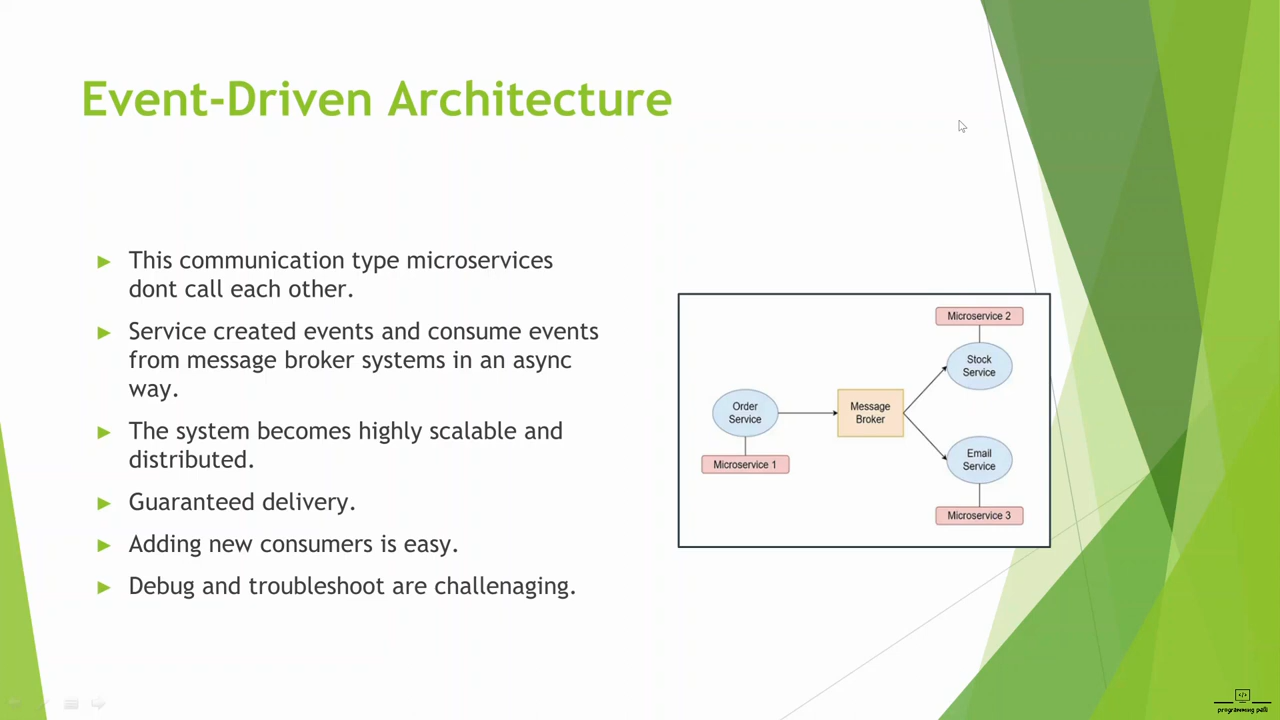 Event-Driven Architecture
This communication type microservices
dont call each other.
Service created events and consume events
from message broker systems in an async
way.
The system becomes highly scalable and
distributed.
Guaranteed delivery.
Adding new consumers is easy.
Debug and troubleshoot are challenaging.
Microservice 2
Stock
Service
Order
Service
Message
Broker
Microservice 1
Email
Service
Microservice 3
programming path